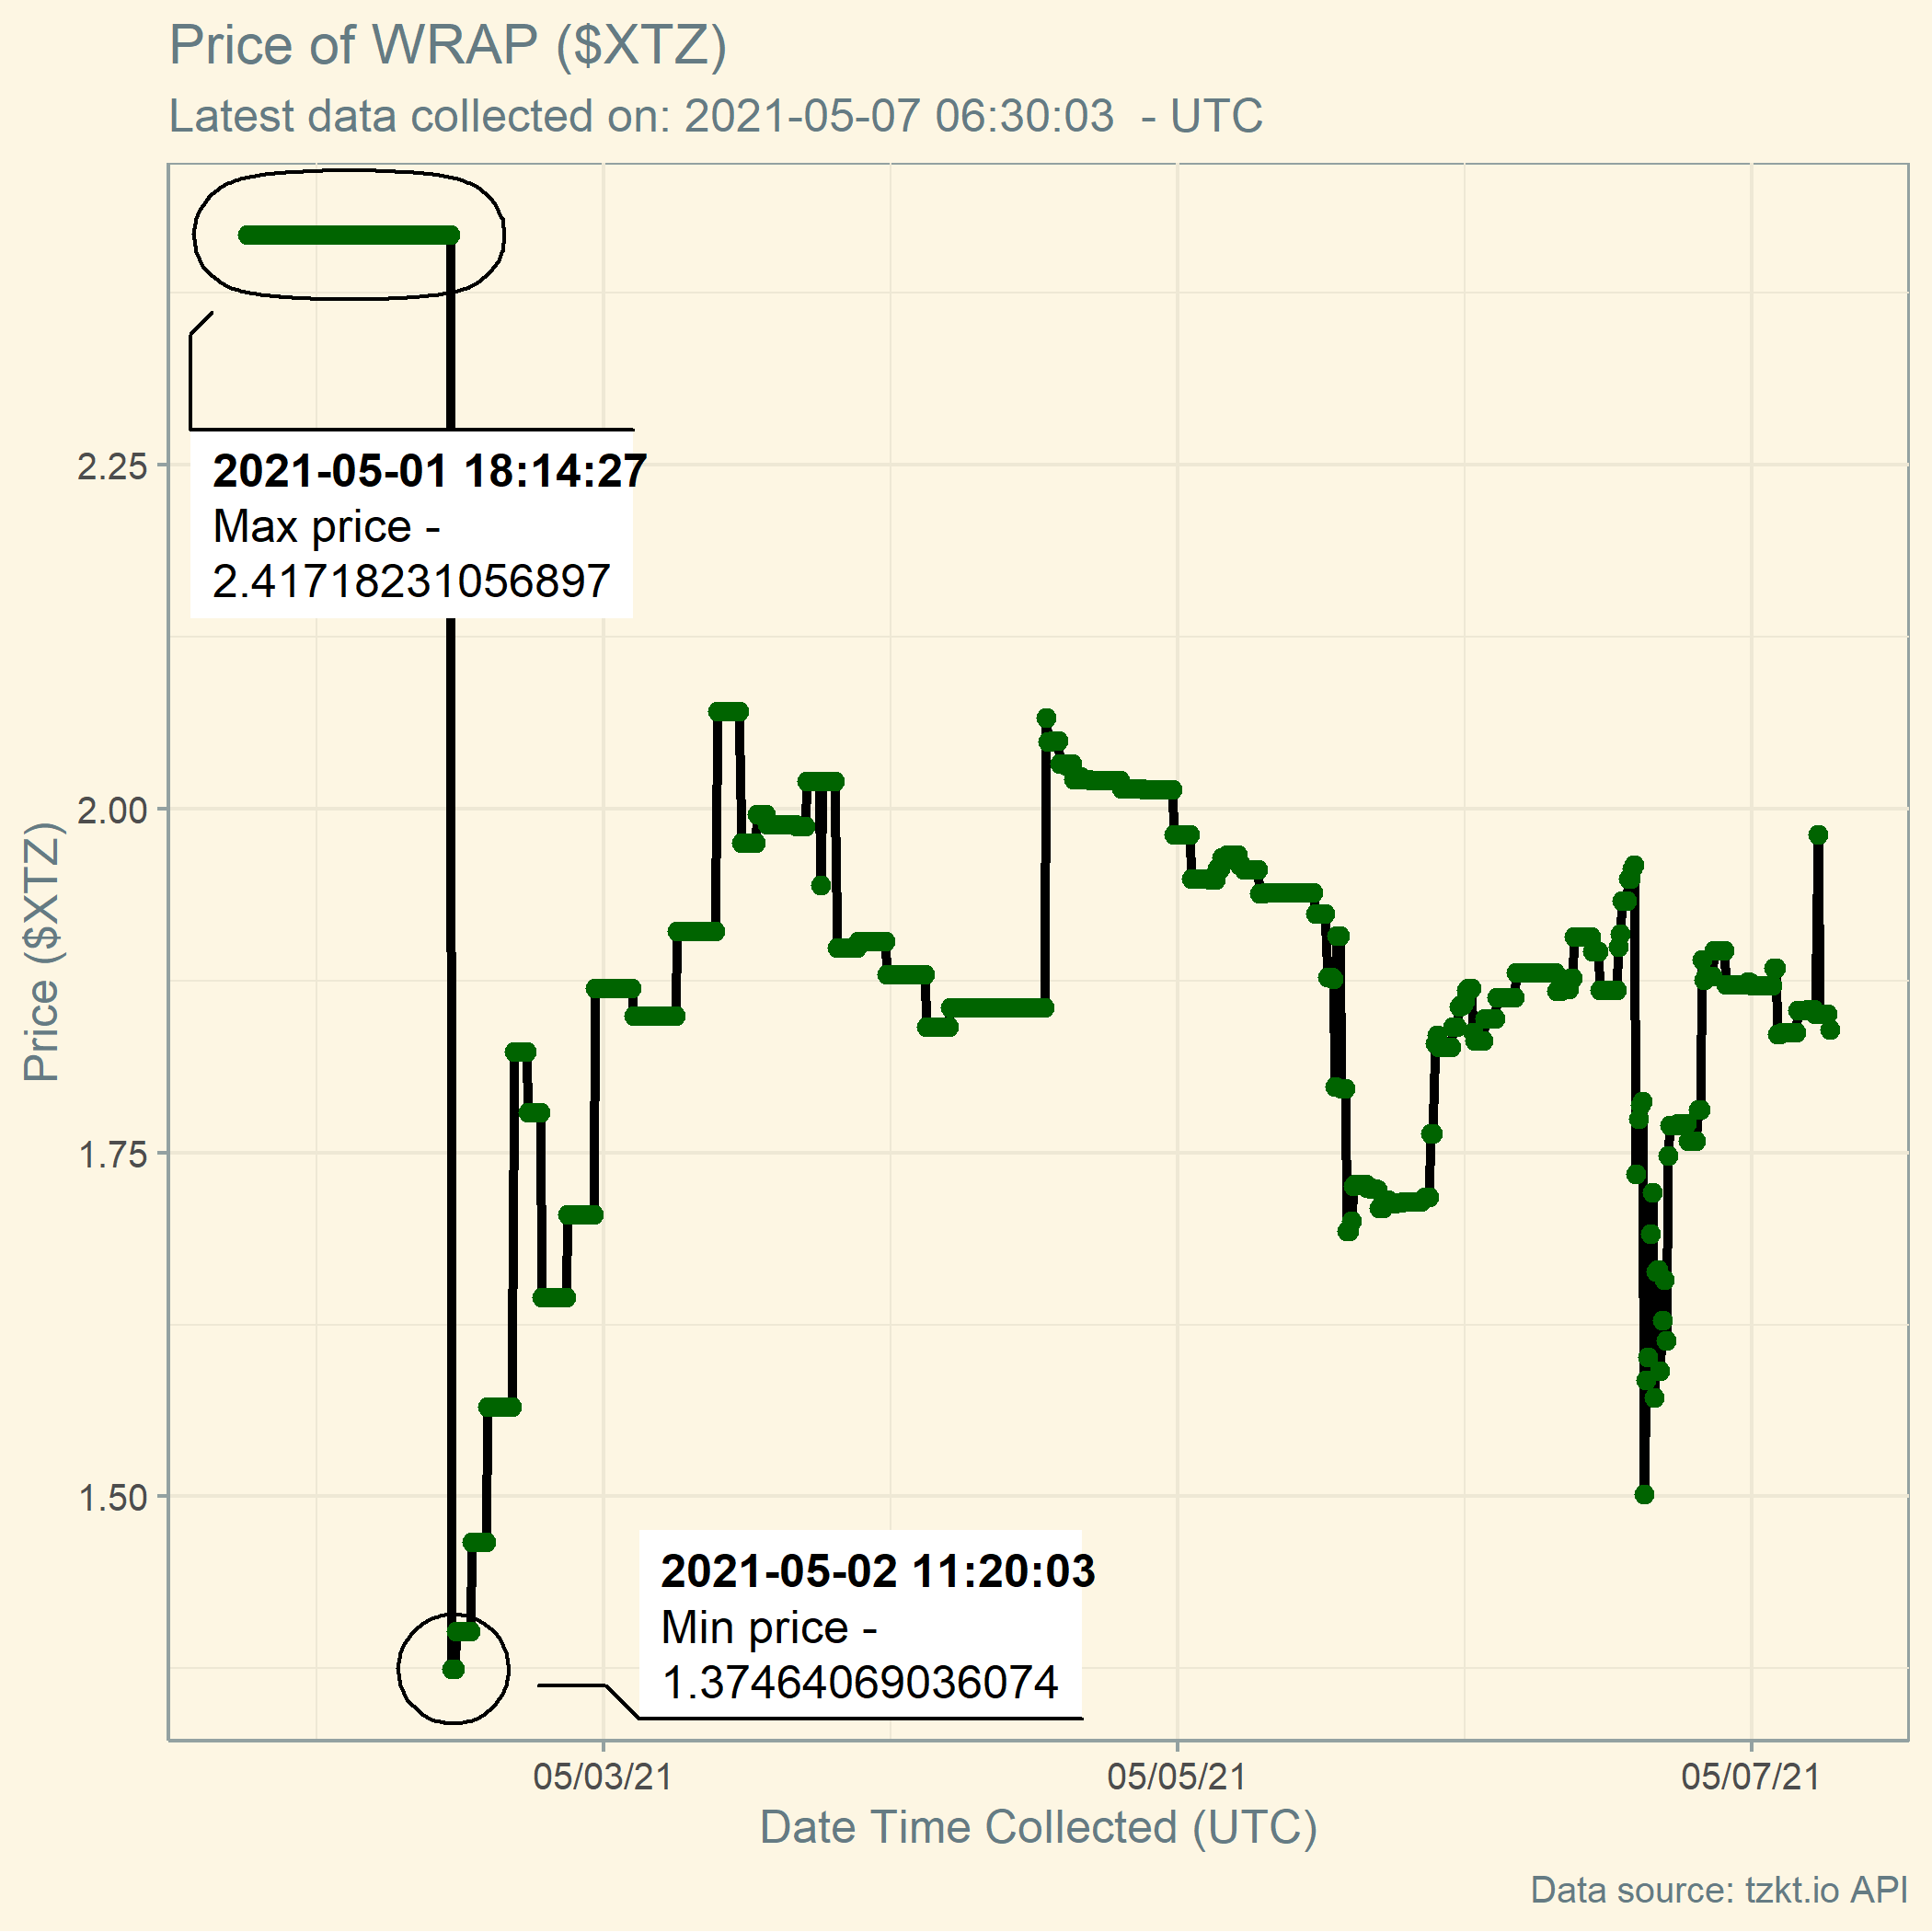 Price of WRAP ($XTZ)
Latest data collected on: 2021-05-07 06:30:03  - UTC
2021-05-01 18:14:27
Max price -
2.41718231056897
2.25
2.00
1.75
1.50
Price ($XTZ)
2021-05-02 11:20:03
Min price -
1.37464069036074
05/03/21
05/05/21
05/07/21
Date Time Collected (UTC)
Data source: tzkt.io API